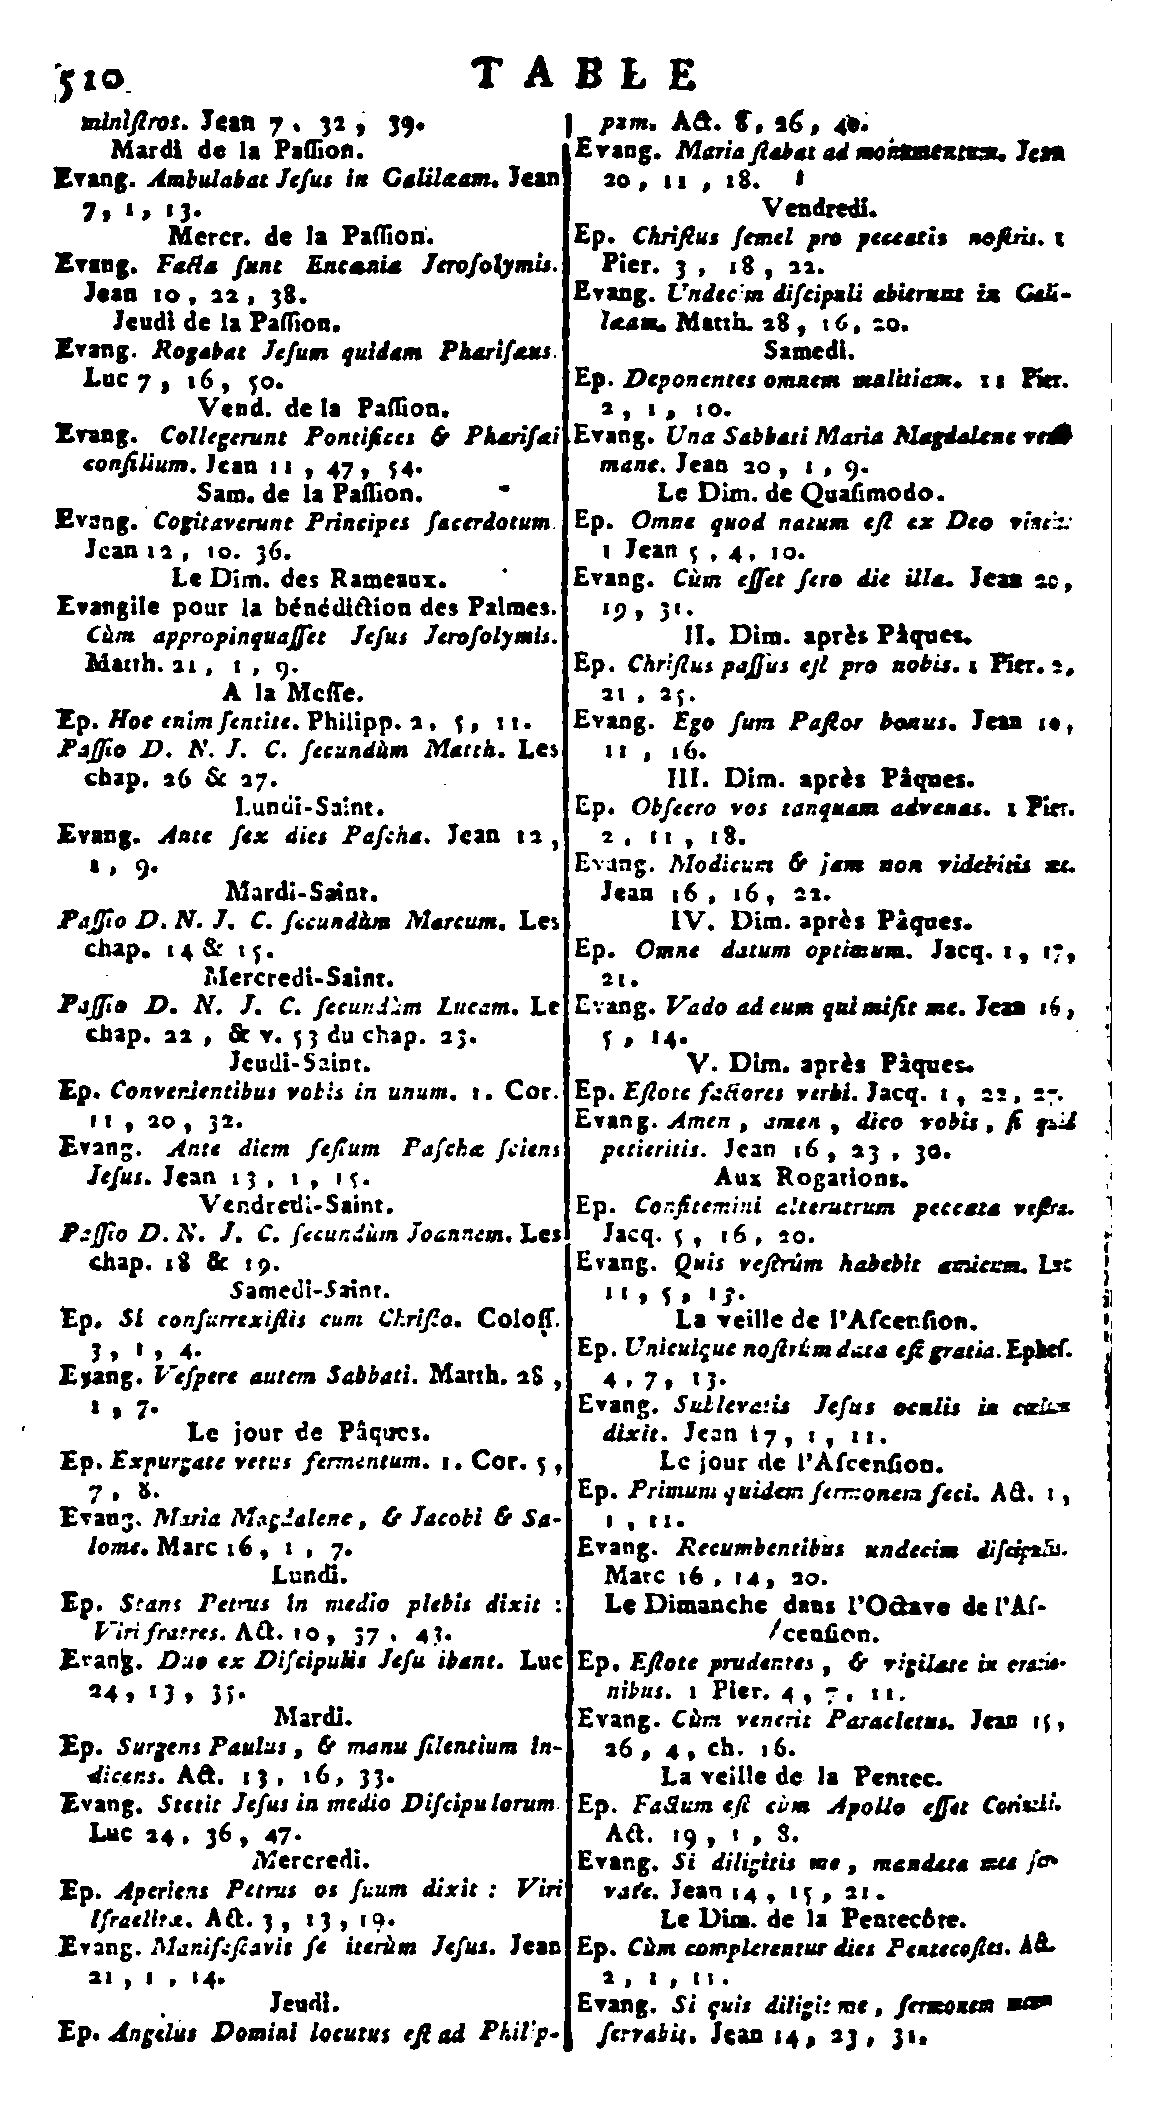 510
TABLE
miniſtros. Jean 7, 32, 39.
Mardi de la Paſſion.
Evang. Ambulabat Jeſus in Galilæam. Jean
7, 1, 13.
Mercr. de la Paſſion.
Evang. Facta ſunt Encænia Jeroſolymis.
Jean 10, 22, 38.
Jeudi de la Paſſion.
Evang. Rogabat Jeſum quidam Phariſæus.
Luc 7, 16, 50.
Vend. de la Paſſion.
Evang. Collegerunt Pontifices & Phariſæi
conſilium. Jean 11, 47, 54.
Sam. de la Paſſion.
Evang. Cogitaverunt Principes ſacerdotum
Jean 12, 10. 36.
Le Dim. des Rameaux.
Evangile pour la bénédiction des Palmes.
Cùm appropinquaſſet Jeſus Jeroſolymis.
Matth. 21, 1, 9.
A la Meſſe.
Ep. Hoc enim ſentite. Philipp. 2, 5, 11.
Paſſio D. N. J. C. ſecundùm Matth. Les
chap. 26 & 27.
Lundi-Saint.
Evang. Ante ſex dies Paſchæ. Jean 12,
1, 9.
Mardi-Saint.
Paſſio D. N. J. C. ſecundùm Marcum. Les
chap. 14 & 15.
Mercredi-Saint.
Paſſio D. N. J. C. ſecundùm Lucam. Le
chap. 22, & v. 53 du chap. 23.
Jeudi-Saint.
Ep. Convenientibus vobis in unum. 1. Cor.
11, 20, 32.
Evang. Ante diem feſtum Paſchæ ſciens
Jeſus. Jean 13, 1, 15.
Vendredi-Saint.
Paſſio D. N. J. C. ſecundùm Joannem. Les
chap. 18 & 19.
Samedi-Saint.
Ep. Si conſurrexiſtis cum Chriſto. Coloſſ.
3, 1, 4.
Evang. Veſpere autem Sabbati. Matth. 28,
1, 7.
Le jour de Pâques.
Ep. Expurgate vetus fermentum. 1. Cor. 5,
7, 8.
Evang. Maria Magdalene, & Jacobi & Sa-
lome. Marc 16, 1, 7.
Lundi.
Ep. Stans Petrus in medio plebis dixit :
Viri fratres. Act. 10, 37, 43.
Evang. Duo ex Diſcipulis Jeſu ibant. Luc
24, 13, 35.
Mardi.
Ep. Surgens Paulus, & manu ſilentium in-
dicens. Act. 13, 16, 33.
Evang. Stetit Jeſus in medio Diſcipulorum
Luc 24, 36, 47.
Mercredi.
Ep. Aperiens Petrus os ſuum dixit : Viri
Iſraelitæ. Act. 3, 13, 19.
Evang. Manifeſtavit ſe iterùm Jeſus. Jean
21, 1, 14.
Jeudi.
Ep. Angelus Domini locutus eſt ad Philip-
pum. Act. 8, 26, 40.
Evang. Maria ſtabat ad monumentum. Jean
20, 11, 18.
Vendredi.
Ep. Chriſtus ſemel pro peccatis noſtris. 1
Pier. 3, 18, 22.
Evang. Undecim diſcipuli abierunt in Gali-
læam. Matth. 28, 16, 20.
Samedi.
Ep. Deponentes omnem malitiam. 11 Pier.
2, 1, 10.
Evang. Una Sabbati Maria Magdalene venit
mane. Jean 20, 1, 9.
Le Dim. de Quaſimodo.
Ep. Omne quod natum eſt ex Deo vincit.
1 Jean 5, 4, 10.
Evang. Cùm eſſet ſero die illa. Jean 20,
19, 31.
II. Dim. après Pâques.
Ep. Chriſtus paſſus eſt pro nobis. 1 Pier. 2,
21, 25.
Evang. Ego ſum Paſtor bonus. Jean 10,
11, 16.
III. Dim. après Pâques.
Ep. Obſecro vos tanquam advenas. 1 Pier.
2, 11, 18.
Evang. Modicum & jam non videbitis me.
Jean 16, 16, 22.
IV. Dim. après Pâques.
Ep. Omne datum optimum. Jacq. 1, 17,
21.
Evang. Vado ad eum qui miſit me. Jean 16,
5, 14.
V. Dim. après Pâques.
Ep. Eſtote factores verbi. Jacq. 1, 22, 27.
Evang. Amen, amen, dico vobis, ſi quid
petieritis. Jean 16, 23, 30.
Aux Rogations.
Ep. Confitemini alterutrum peccata veſtra.
Jacq. 5, 16, 20.
Evang. Quis veſtrûm habebit amicum. Luc
11, 5, 13.
La veille de l'Aſcenſion.
Ep. Unicuique noſtrûm data eſt gratia. Epheſ.
4, 7, 13.
Evang. Sublevatis Jeſus oculis in cœlum
dixit. Jean 17, 1, 11.
Le jour de l'Aſcenſion.
Ep. Primum quidem ſermonem feci. Act. 1,
1, 11.
Evang. Recumbentibus undecim diſcipulis.
Marc 16, 14, 20.
Le Dimanche dans l'Octave de l'Aſ-
cenſion.
Ep. Eſtote prudentes, & vigilate in oratio-
nibus. 1 Pier. 4, 7, 11.
Evang. Cùm venerit Paracletus. Jean 15,
26, 4, ch. 16.
La veille de la Pentec.
Ep. Factum eſt cùm Apollo eſſet Corinthi.
Act. 19, 1, 8.
Evang. Si diligitis me, mandata mea ſer-
vate. Jean 14, 15, 21.
Le Dim. de la Pentecôte.
Ep. Cùm complerentur dies Pentecoſtes. Act.
2, 1, 11.
Evang. Si quis diligit me, ſermonem meum
ſervabit. Jean 14, 23, 31.